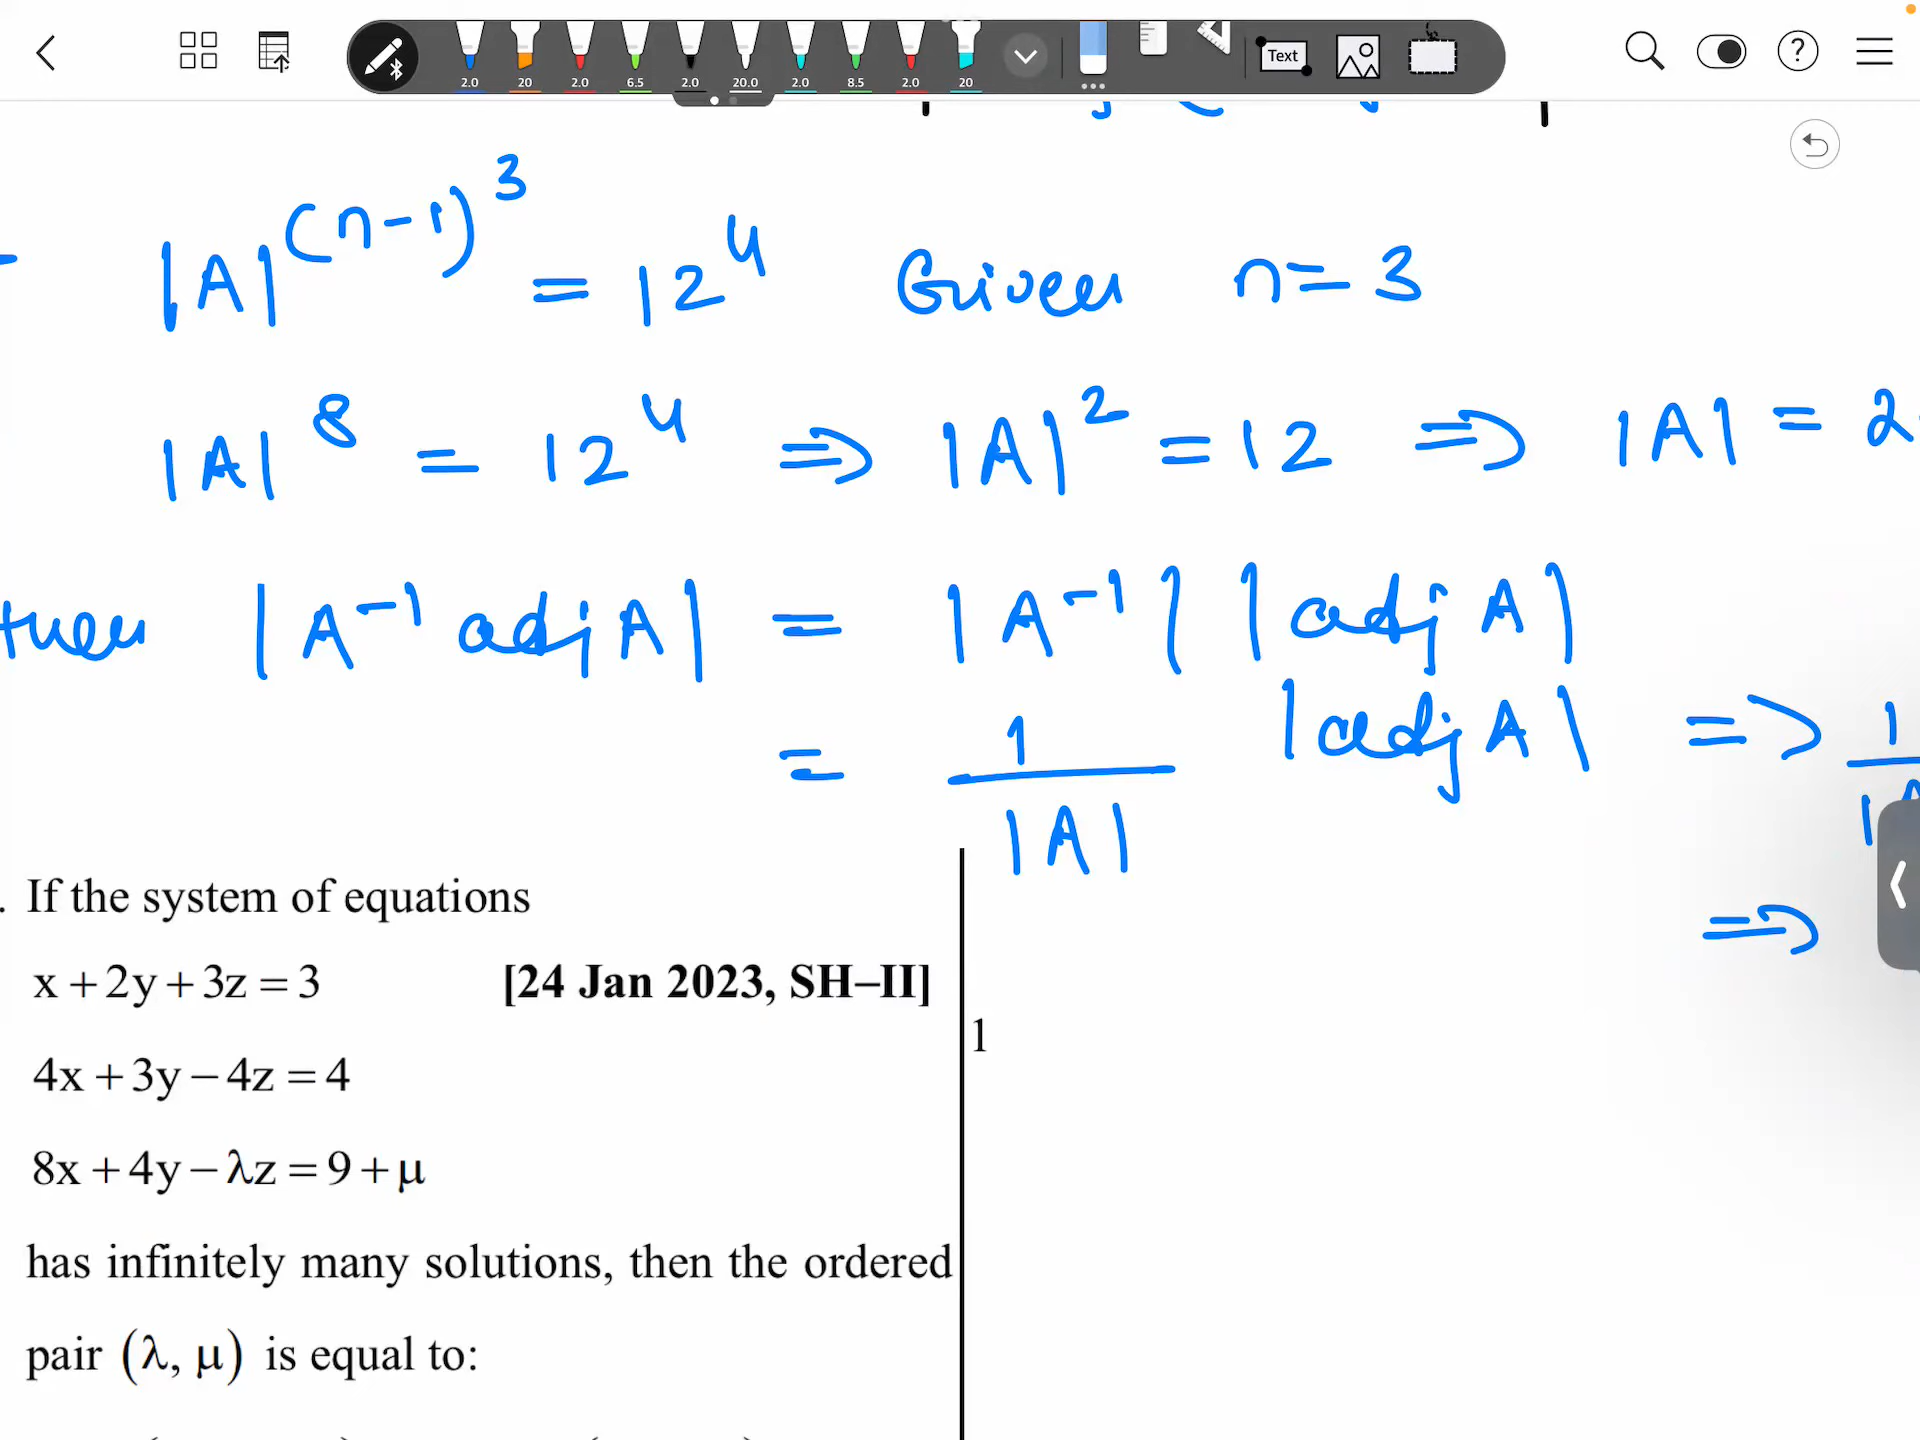 2.0 20 2.0 6.5 2.0 20.0 2.0 8.5 2.0 20 Text ?
|A|^(n-1)^3 = 12^4 Given n=3
|A|^8 = 12^4 ⇒ |A|^2 = 12 ⇒ |A| = 2
then |A^-1 adj A| = |A^-1| |adj A|
= 1/|A| |adj A| => 1
⇒
. If the system of equations
x+2y+3z=3 [24 Jan 2023, SH–II]
1
4x+3y−4z=4
8x+4y−λz=9+μ
has infinitely many solutions, then the ordered
pair (λ, μ) is equal to: